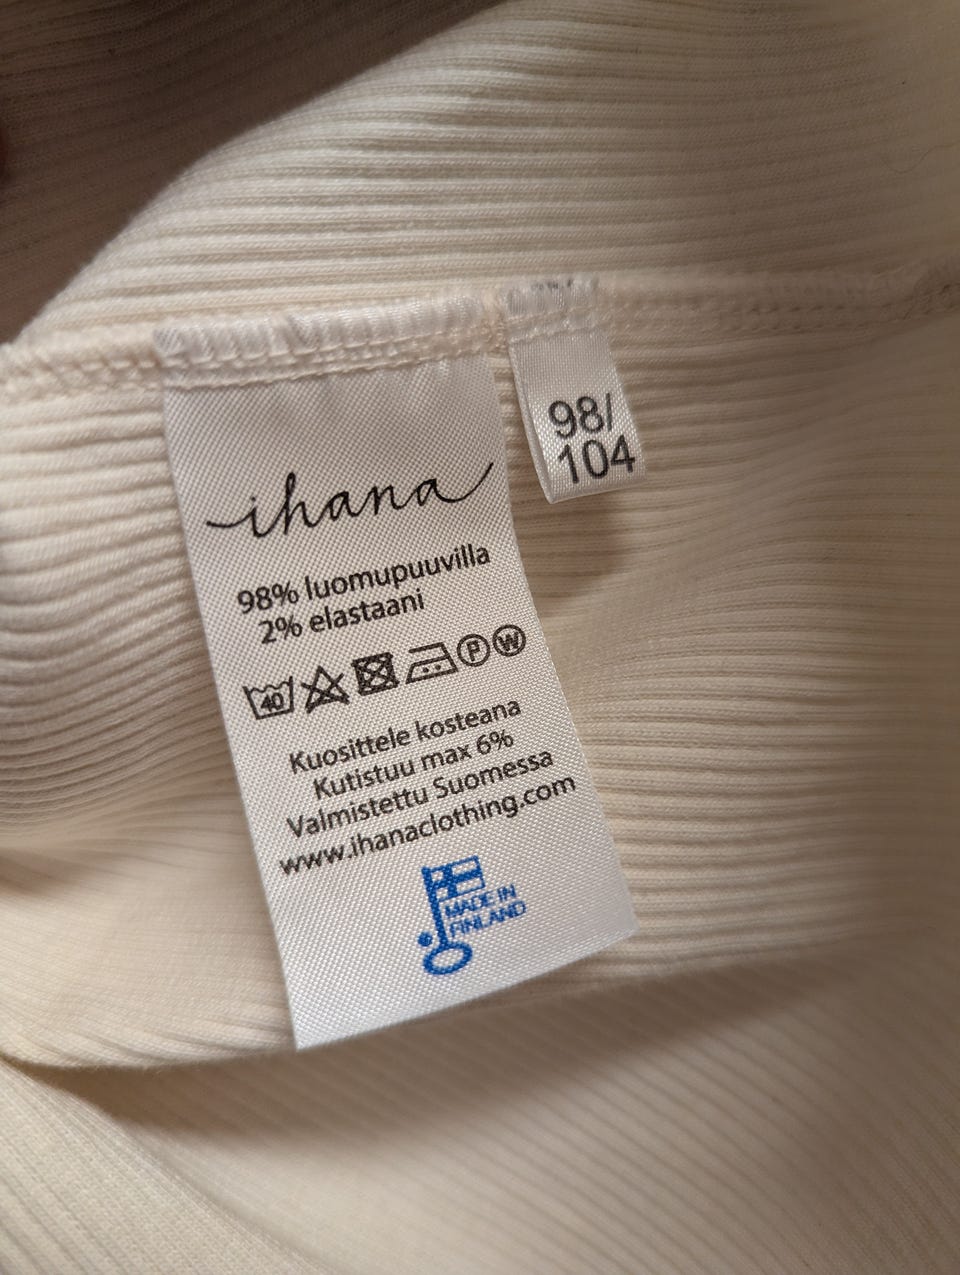 ihana
98% luomupuuvilla
2% elastaani
40 P W
Kuosittele kosteana
Kutistuu max 6%
Valmistettu Suomessa
www.ihanaclothing.com
MADE IN
FINLAND
98/
104